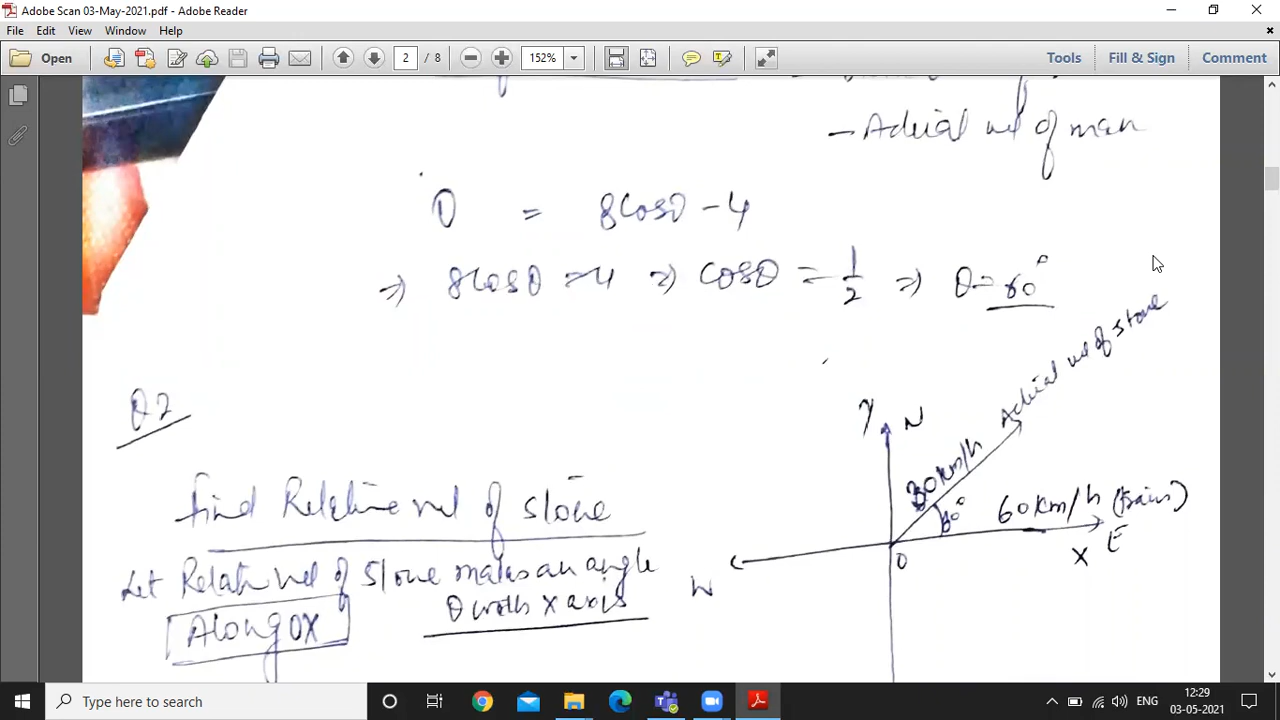 Adobe Scan 03-May-2021.pdf - Adobe Reader
File Edit View Window Help
Open 2 / 8 152% Tools Fill & Sign Comment
- Actual vel of man
0 = 8cosθ - 4
⇒ 8cosθ = 4 ⇒ cosθ = 1/2 ⇒ θ = 60°
Q2
y N
Actual vel of stone
30km/h
60°
60km/h (train)
W O X E
Find Relative vel of stone
Let Relative vel of stone makes an angle
θ with X axis
Along OX
Type here to search
ENG 12:29
03-05-2021